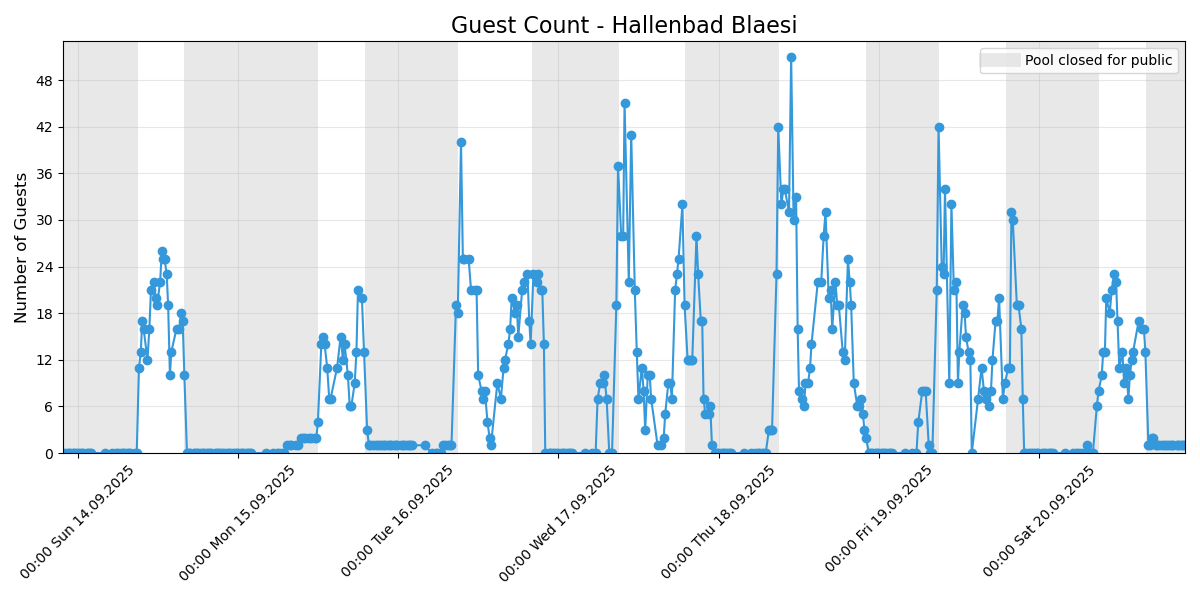 Guest Count - Hallenbad Blaesi
Pool closed for public
Number of Guests
48
42
36
30
24
18
12
6
0
00:00 Sun 14.09.2025
00:00 Mon 15.09.2025
00:00 Tue 16.09.2025
00:00 Wed 17.09.2025
00:00 Thu 18.09.2025
00:00 Fri 19.09.2025
00:00 Sat 20.09.2025